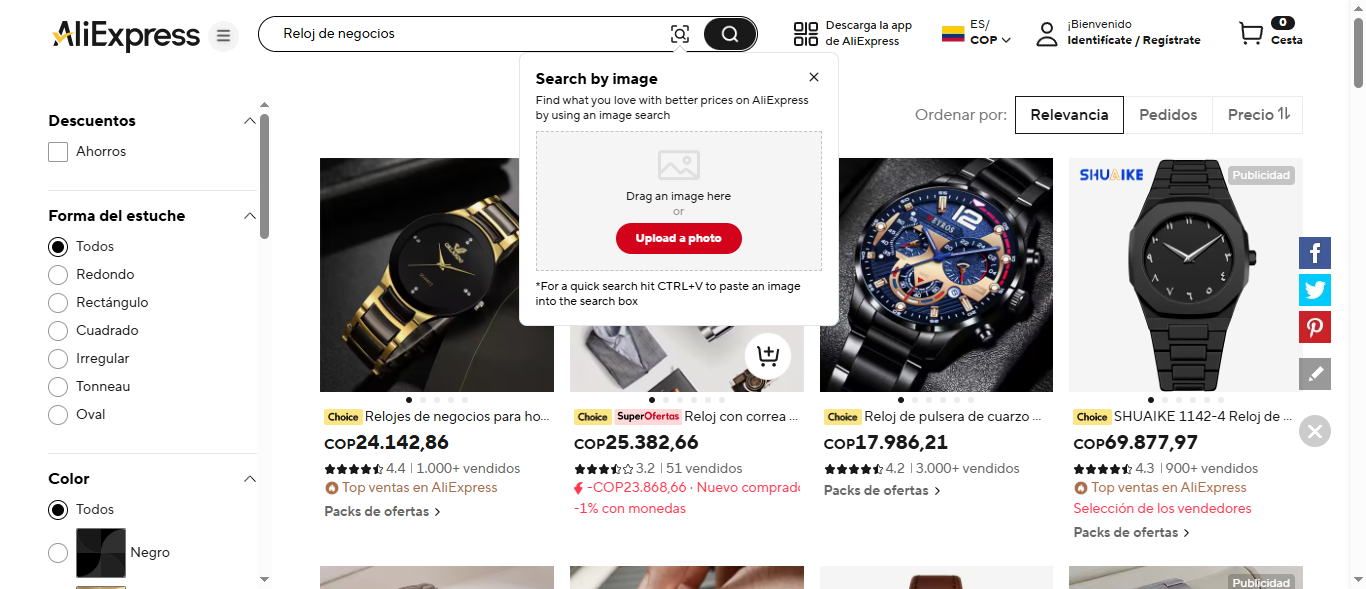 AliExpress
Reloj de negocios
Descarga la app
de AliExpress
ES/
COP
¡Bienvenido
Identifícate / Regístrate
0
Cesta
Search by image
Find what you love with better prices on AliExpress
by using an image search
Drag an image here
or
Upload a photo
*For a quick search hit CTRL+V to paste an image
into the search box
Descuentos
Ahorros
Forma del estuche
Todos
Redondo
Rectángulo
Cuadrado
Irregular
Tonneau
Oval
Color
Todos
Negro
Ordenar por:
Relevancia
Pedidos
Precio
12
SHUAIKE
Publicidad
Choice Relojes de negocios para ho...
COP24.142,86
4.4 | 1.000+ vendidos
Top ventas en AliExpress
Packs de ofertas >
Choice SuperOfertas Reloj con correa ...
COP25.382,66
3.2 | 51 vendidos
-COP23.868,66 · Nuevo comprado
-1% con monedas
Choice Reloj de pulsera de cuarzo ...
COP17.986,21
4.2 | 3.000+ vendidos
Packs de ofertas >
Choice SHUAIKE 1142-4 Reloj de ...
COP69.877,97
4.3 | 900+ vendidos
Top ventas en AliExpress
Selección de los vendedores
Packs de ofertas >
Publicidad